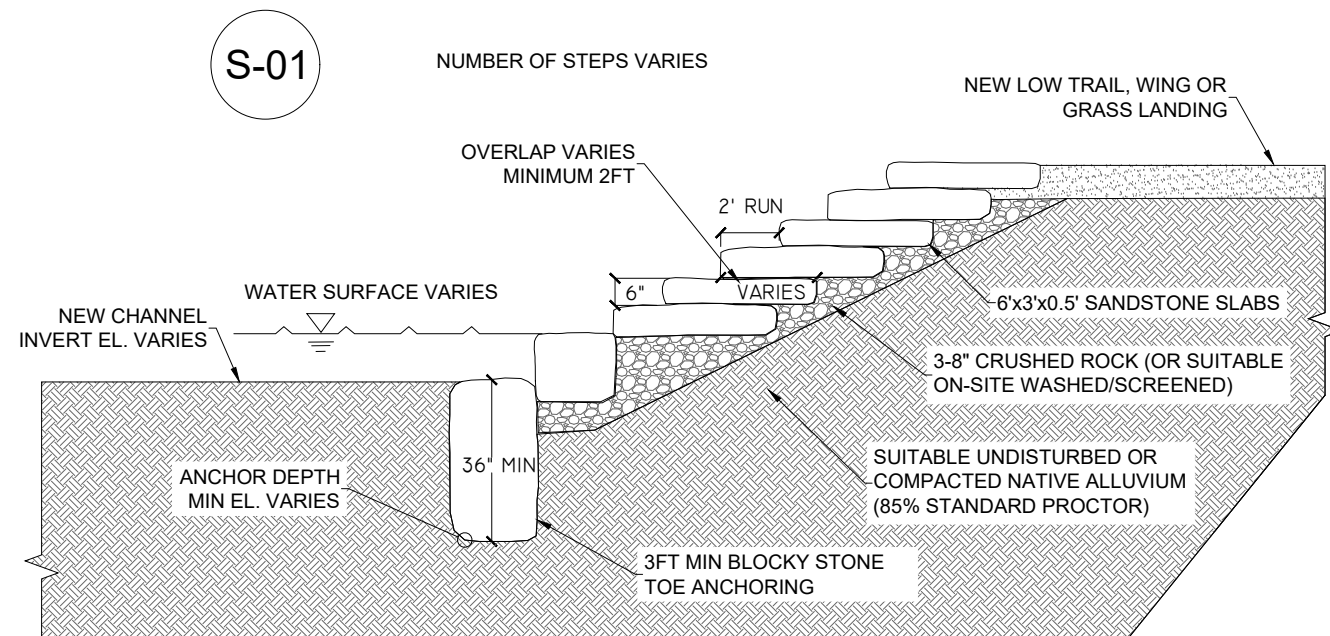 S-01
NUMBER OF STEPS VARIES
NEW LOW TRAIL, WING OR
GRASS LANDING
OVERLAP VARIES
MINIMUM 2FT
2' RUN
6"
VARIES
WATER SURFACE VARIES
NEW CHANNEL
INVERT EL. VARIES
6'x3'x0.5' SANDSTONE SLABS
3-8" CRUSHED ROCK (OR SUITABLE
ON-SITE WASHED/SCREENED)
36" MIN
ANCHOR DEPTH
MIN EL. VARIES
SUITABLE UNDISTURBED OR
COMPACTED NATIVE ALLUVIUM
(85% STANDARD PROCTOR)
3FT MIN BLOCKY STONE
TOE ANCHORING